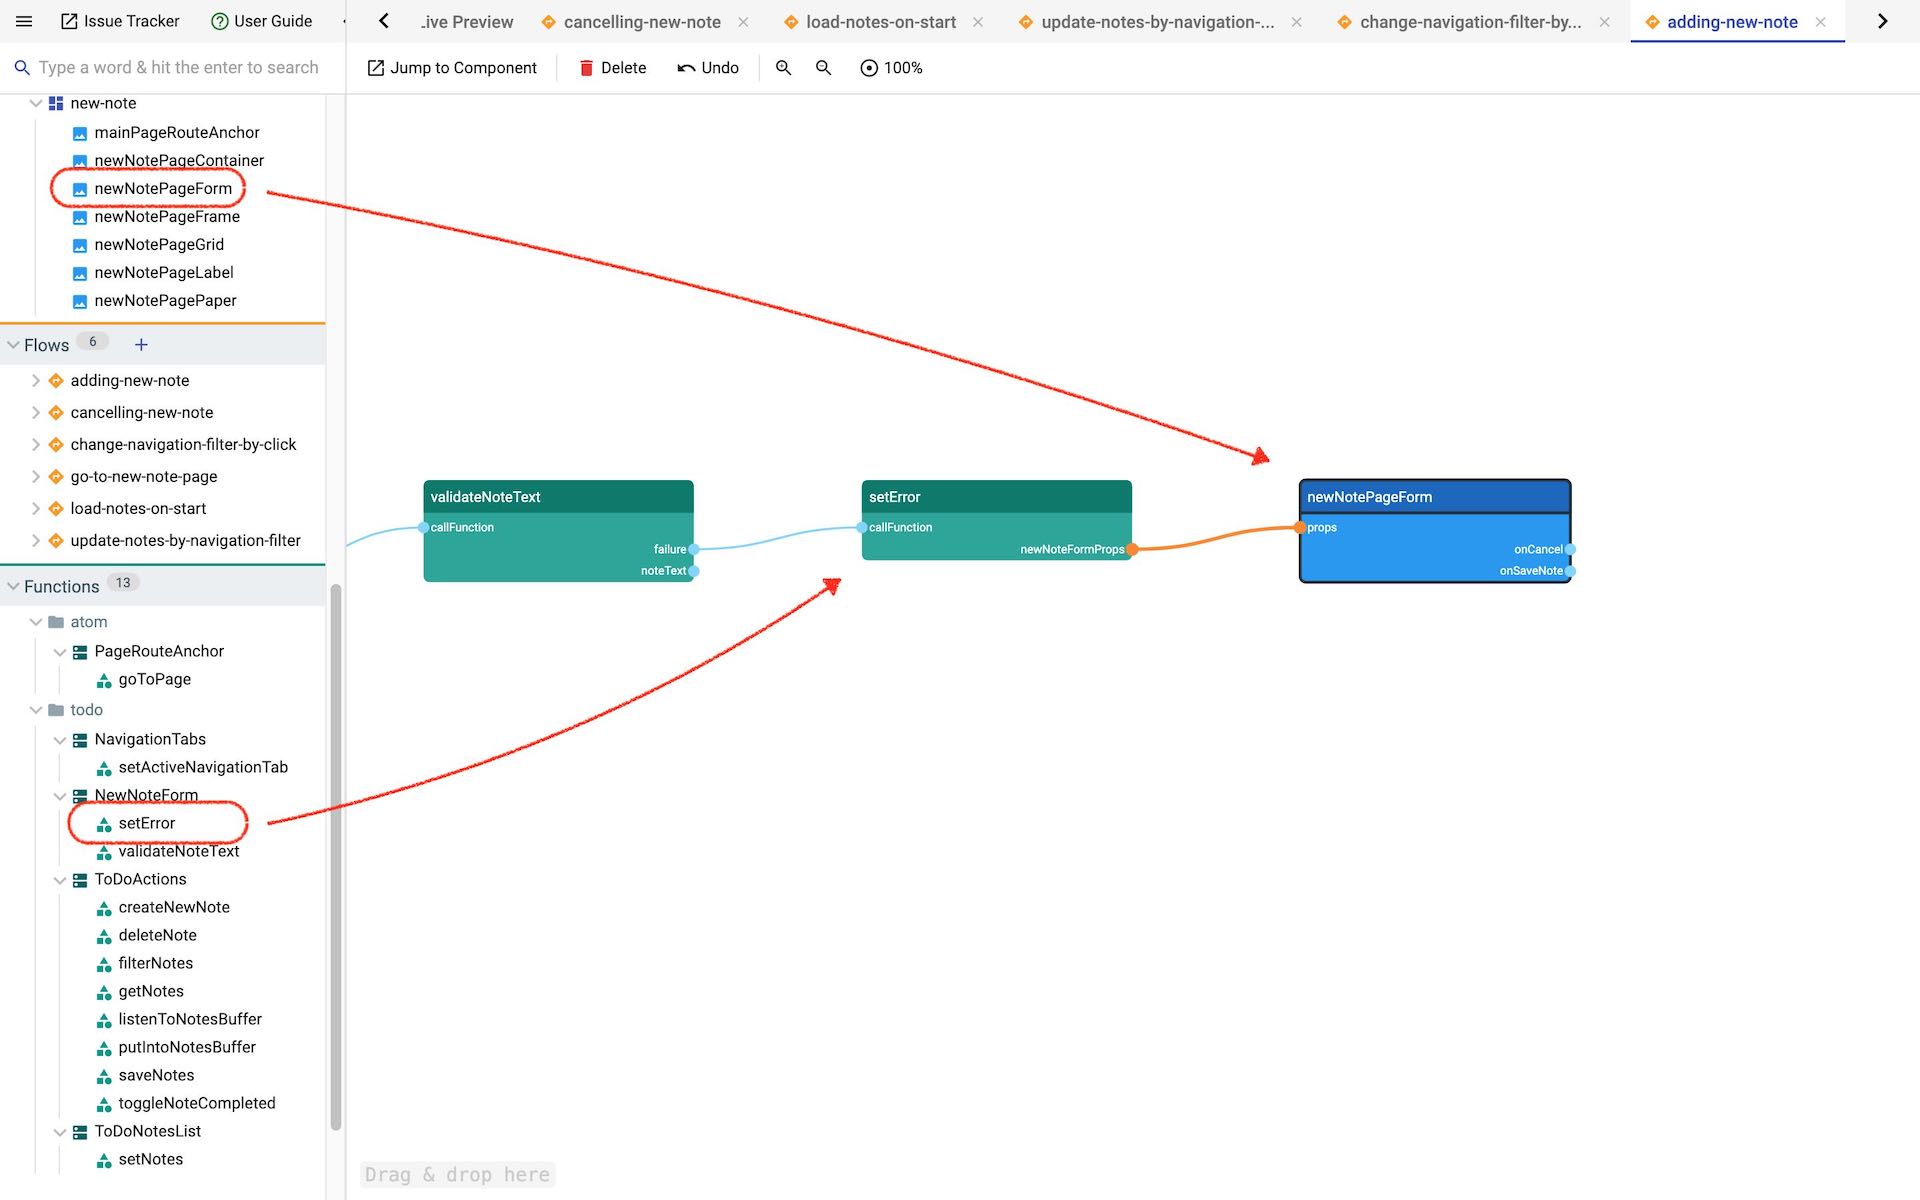 Issue Tracker
User Guide
Live Preview
cancelling-new-note
load-notes-on-start
update-notes-by-navigation-...
change-navigation-filter-by...
adding-new-note
Type a word & hit the enter to search
Jump to Component
Delete
Undo
100%
new-note
mainPageRouteAnchor
newNotePageContainer
newNotePageForm
newNotePageFrame
newNotePageGrid
newNotePageLabel
newNotePagePaper
Flows 6 +
adding-new-note
cancelling-new-note
change-navigation-filter-by-click
go-to-new-note-page
load-notes-on-start
update-notes-by-navigation-filter
Functions 13
atom
PageRouteAnchor
goToPage
todo
NavigationTabs
setActiveNavigationTab
NewNoteForm
setError
validateNoteText
ToDoActions
createNewNote
deleteNote
filterNotes
getNotes
listenToNotesBuffer
putIntoNotesBuffer
saveNotes
toggleNoteCompleted
ToDoNotesList
setNotes
validateNoteText
callFunction
failure
noteText
setError
callFunction
newNoteFormProps
newNotePageForm
props
onCancel
onSaveNote
Drag & drop here